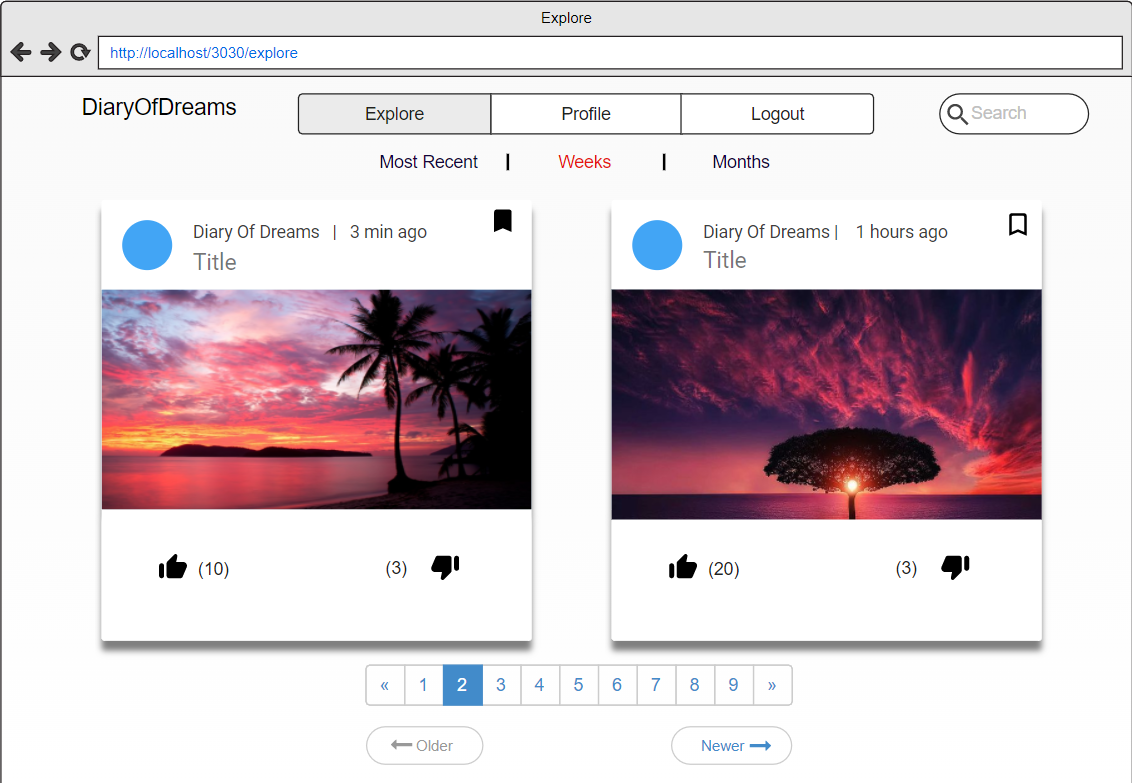 Explore
http://localhost/3030/explore
DiaryOfDreams
Explore
Profile
Logout
Search
Most Recent | Weeks | Months
Diary Of Dreams | 3 min ago
Title
(10)
(3)
Diary Of Dreams | 1 hours ago
Title
(20)
(3)
« 1 2 3 4 5 6 7 8 9 »
Older
Newer